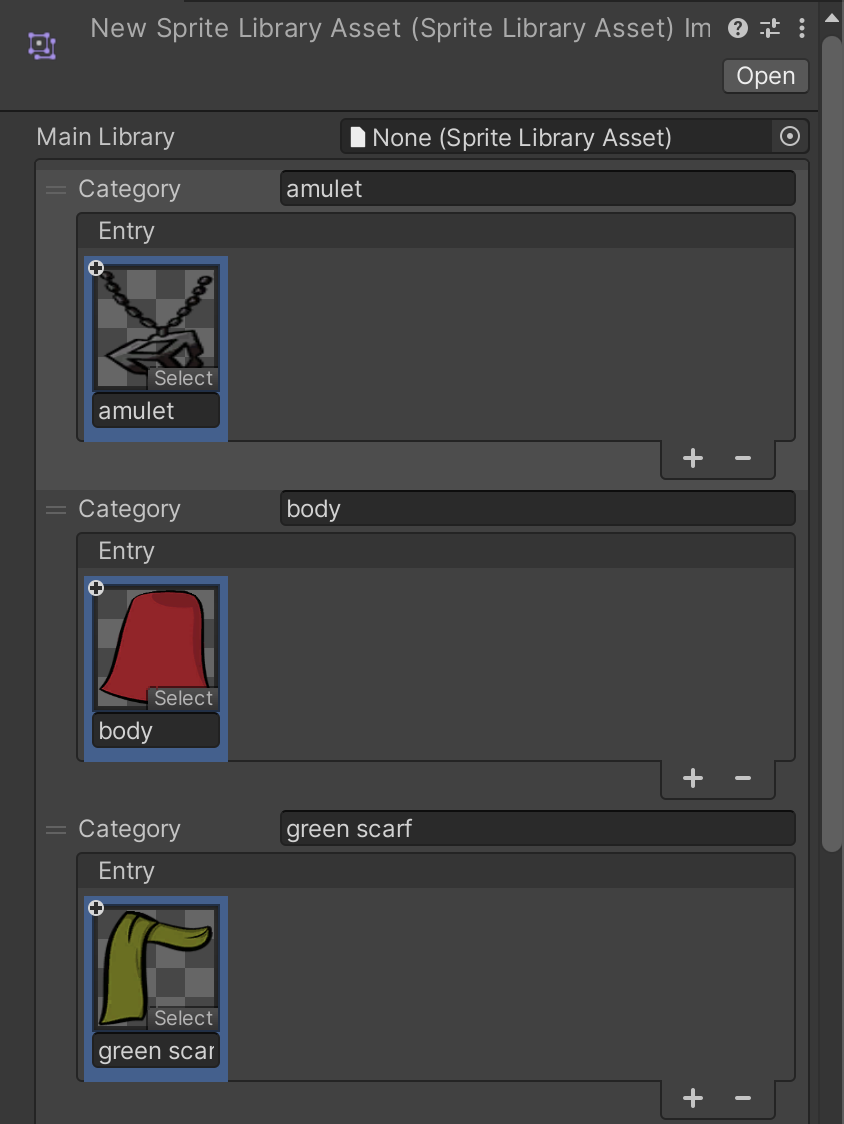 New Sprite Library Asset (Sprite Library Asset) Im
Open
Main Library None (Sprite Library Asset)
Category amulet
Entry
Select
amulet
Category body
Entry
Select
body
Category green scarf
Entry
Select
green scar